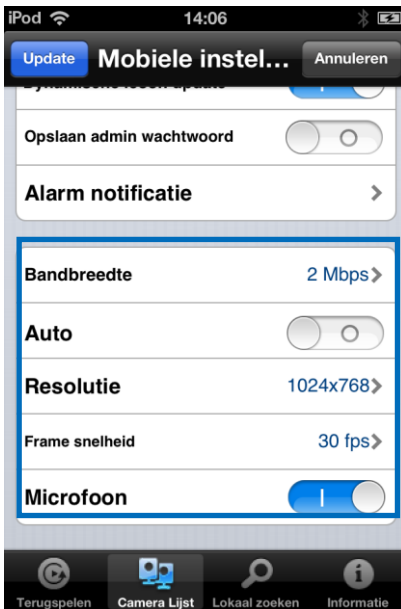 iPod 14:06
Update Mobiele instel... Annuleren
Opslaan admin wachtwoord
Alarm notificatie
Bandbreedte 2 Mbps
Auto
Resolutie 1024x768
Frame snelheid 30 fps
Microfoon
Terugspelen Camera Lijst Lokaal zoeken Informatie